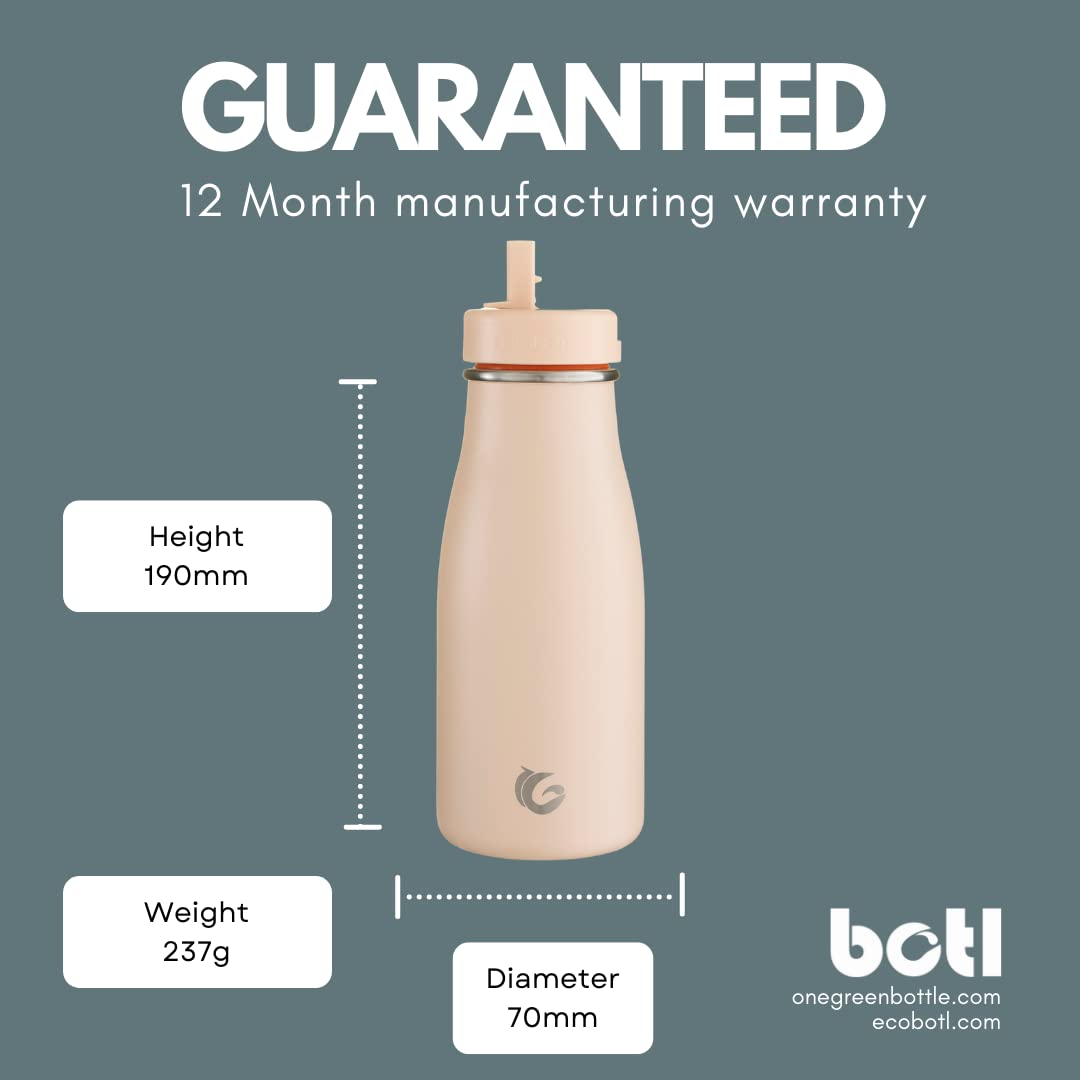 GUARANTEED
12 Month manufacturing warranty
Height
190mm
Weight
237g
Diameter
70mm
botl
onegreenbottle.com
ecobotl.com